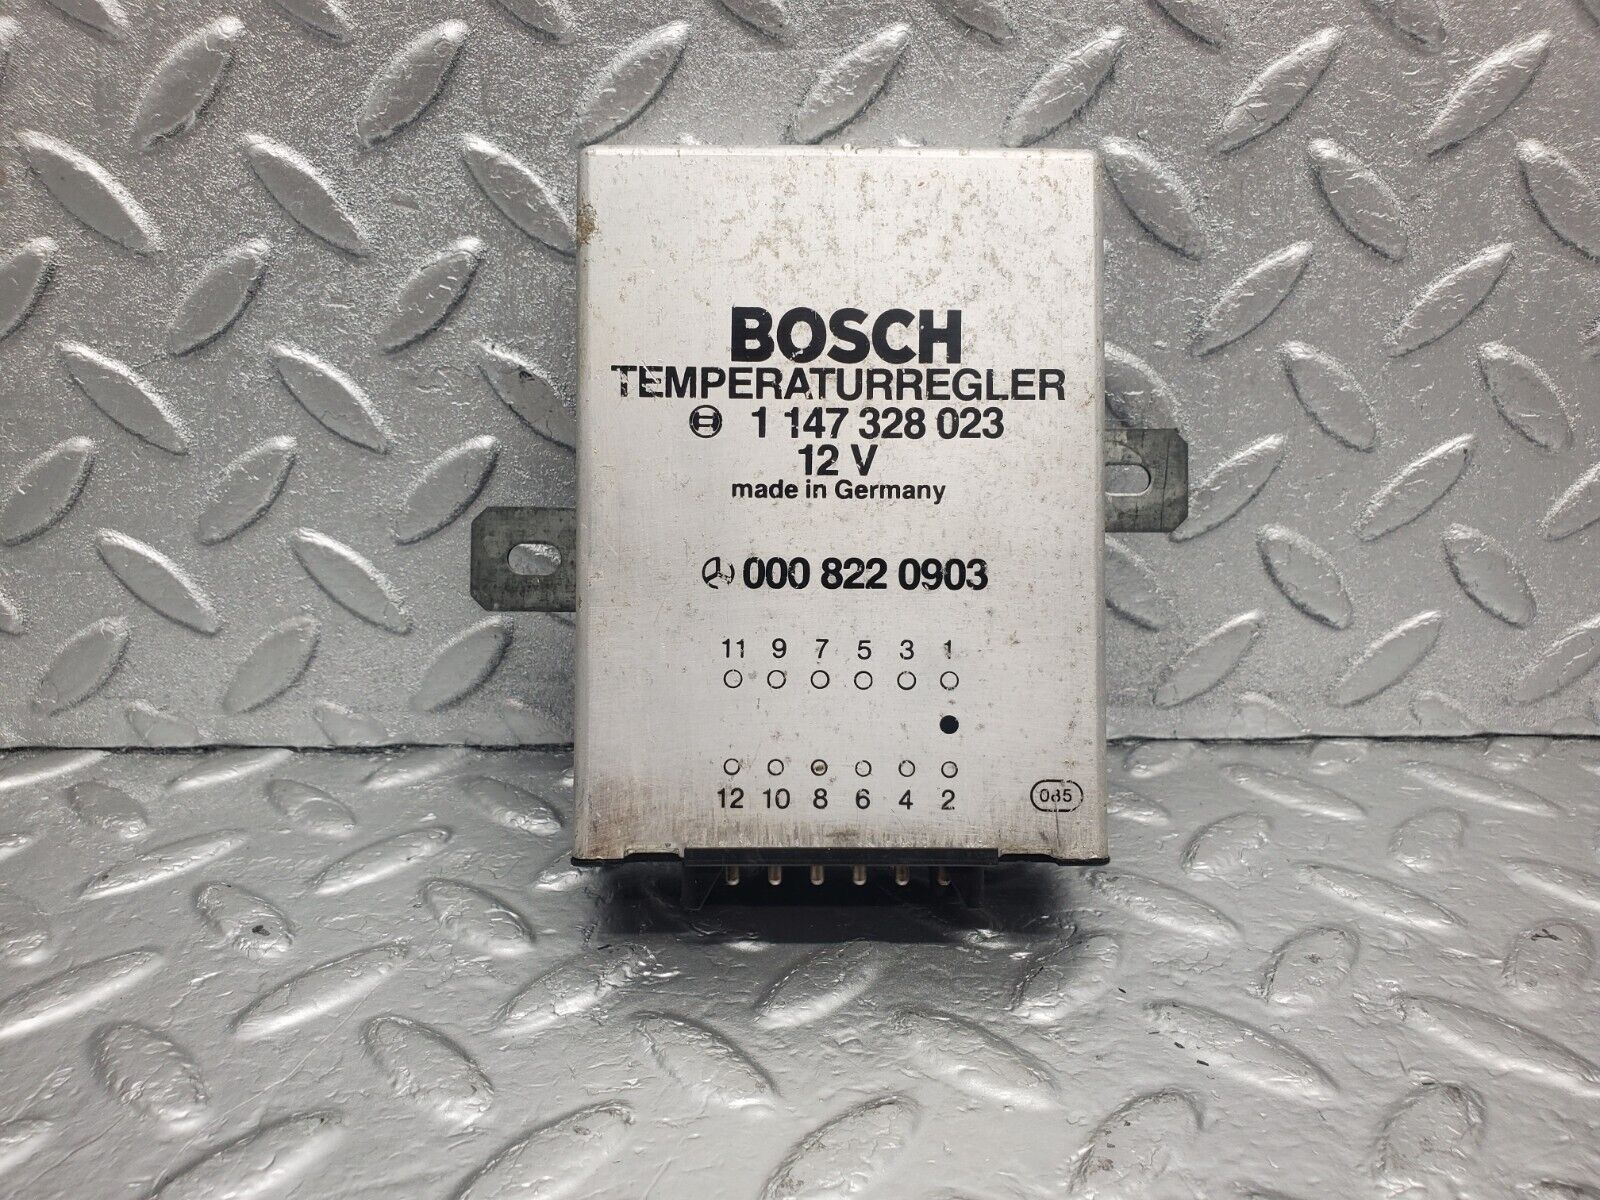 BOSCH
TEMPERATURREGLER
1 147 328 023
12 V
made in Germany
000 822 0903
11 9 7 5 3 1
12 10 8 6 4 2